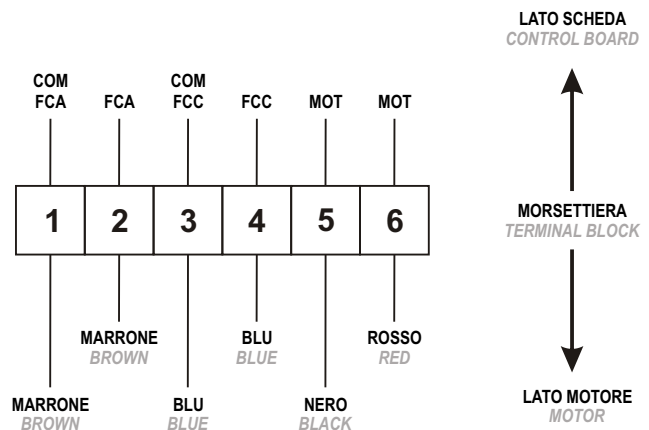 LATO SCHEDA
CONTROL BOARD
COM FCA
FCA
COM FCC
FCC
MOT
MOT
1 2 3 4 5 6
MORSETTIERA
TERMINAL BLOCK
MARRONE
BROWN
BLU
BLUE
ROSSO
RED
MARRONE
BROWN
BLU
BLUE
NERO
BLACK
LATO MOTORE
MOTOR